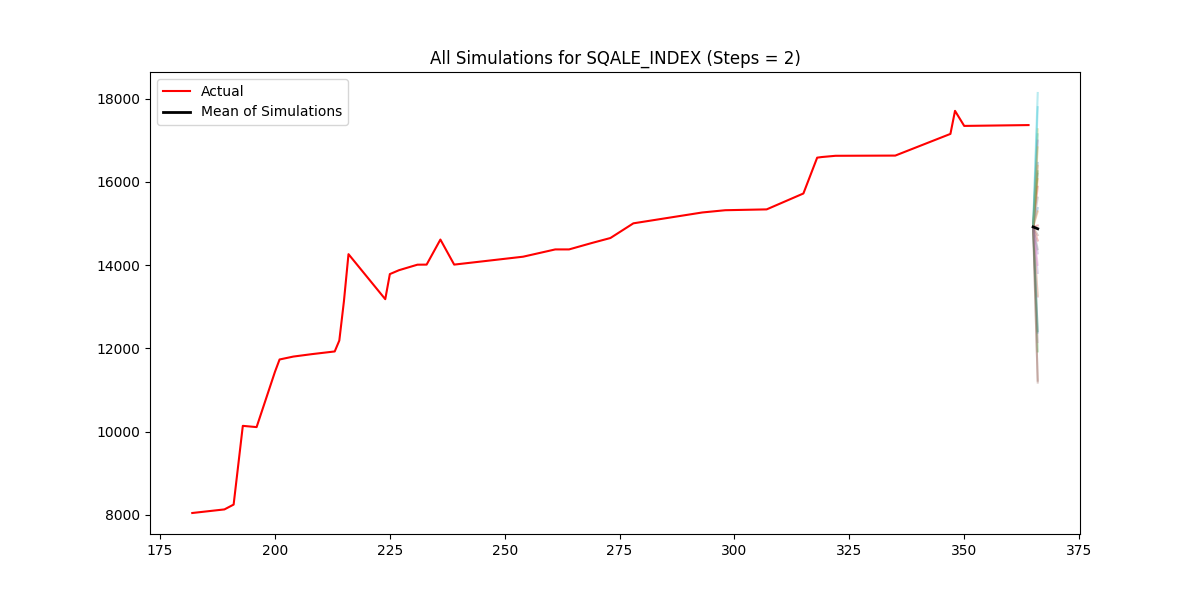 All Simulations for SQALE_INDEX (Steps = 2)
Actual
Mean of Simulations
18000
16000
14000
12000
10000
8000
175 200 225 250 275 300 325 350 375